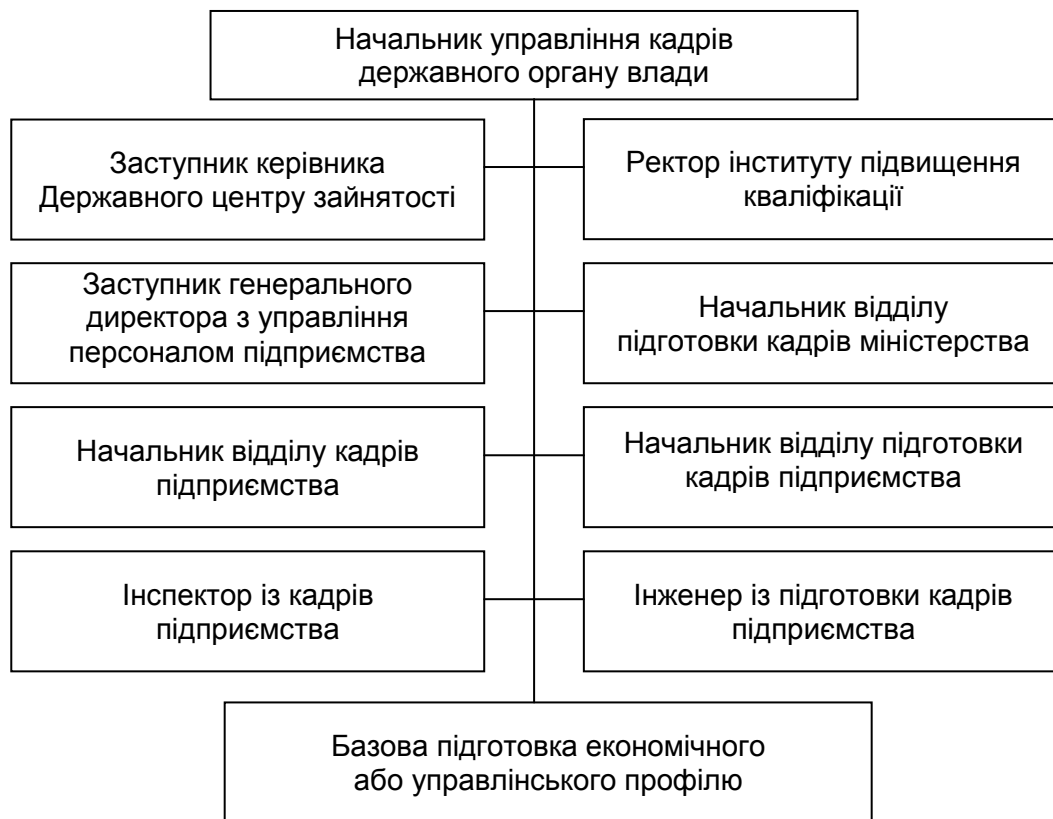 Начальник управління кадрів
державного органу влади
Заступник керівника
Державного центру зайнятості
Ректор інституту підвищення
кваліфікації
Заступник генерального
директора з управління
персоналом підприємства
Начальник відділу
підготовки кадрів міністерства
Начальник відділу кадрів
підприємства
Начальник відділу підготовки
кадрів підприємства
Інспектор із кадрів
підприємства
Інженер із підготовки кадрів
підприємства
Базова підготовка економічного
або управлінського профілю